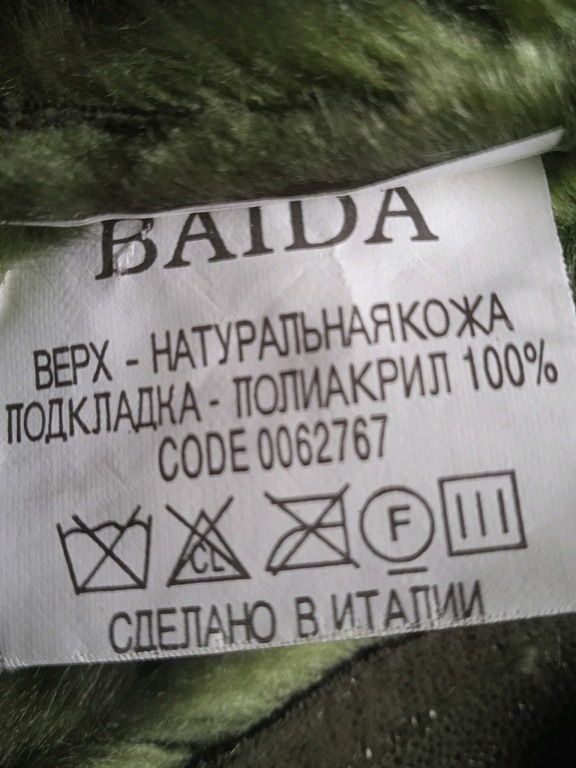 BAIDA
ВЕРХ - НАТУРАЛЬНАЯКОЖА
ПОДКЛАДКА - ПОЛИАКРИЛ 100%
CODE 0062767
CL F
СДЕЛАНО В ИТАЛИИ